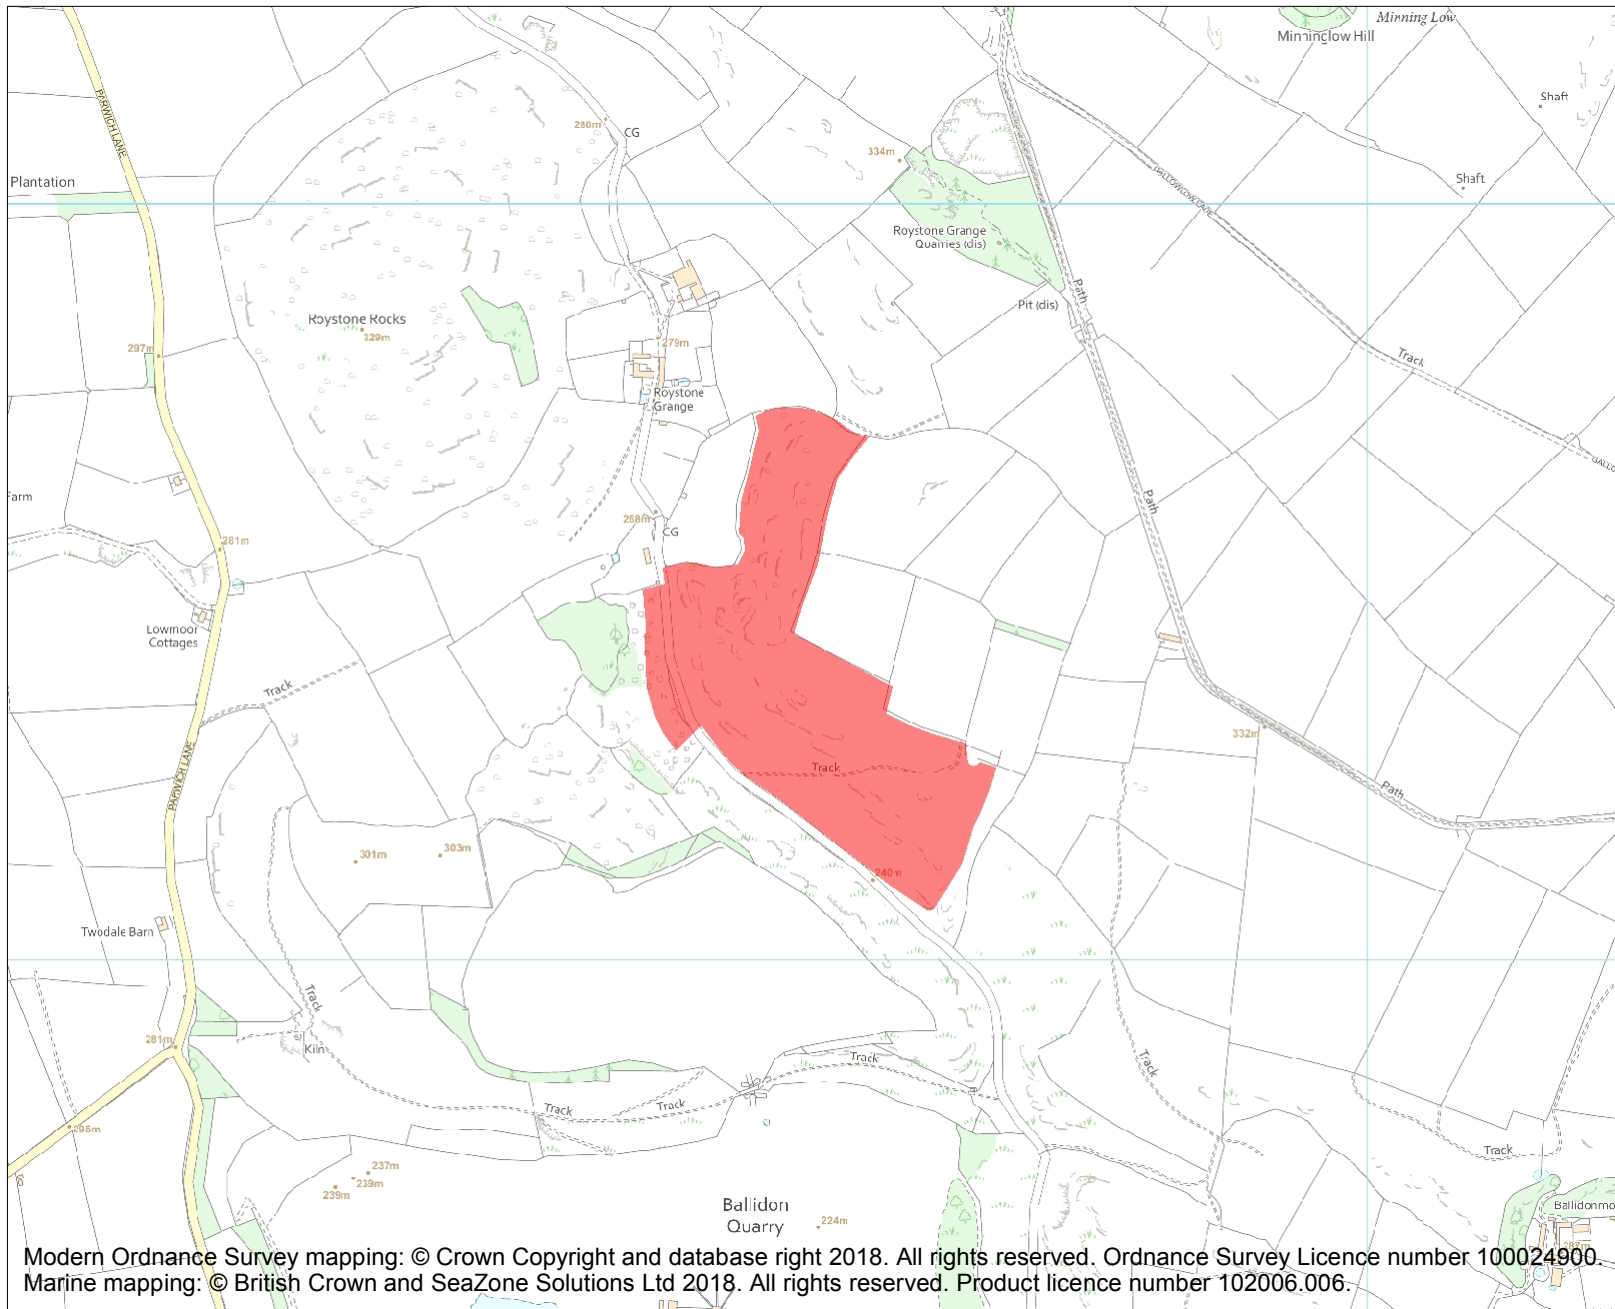 Minning Low
Minninglow Hill
Shaft
PARWICH LANE
280m
CG
334m
Plantation
Shaft
GALLOWLOW LANE
Roystone Grange
Quarries (dis)
Path
Pit (dis)
Roystone Rocks
329m
297m
279m
Track
Roystone
Grange
GALLO
Farm
Path
268m
CG
281m
Lowmoor
Cottages
Track
332m
PARWICH LANE
Track
Path
301m
303m
240m
Twodale Barn
Track
281m
Kiln
Track
Track
Track
Track
Track
237m
239m
239m
Ballidon
Quarry
224m
Ballidonmo
Modern Ordnance Survey mapping: © Crown Copyright and database right 2018. All rights reserved. Ordnance Survey Licence number 100024900.
Marine mapping: © British Crown and SeaZone Solutions Ltd 2018. All rights reserved. Product licence number 102006.006.